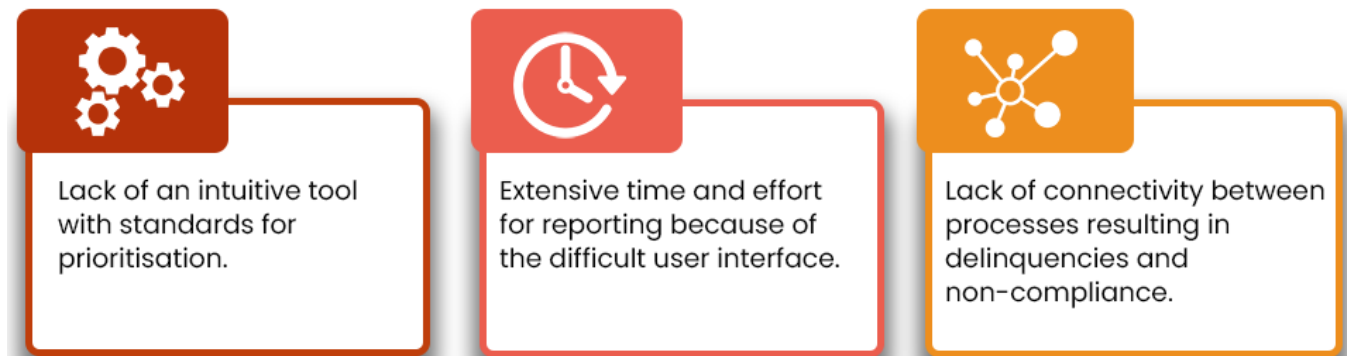 Lack of an intuitive tool
with standards for
prioritisation.
Extensive time and effort
for reporting because of
the difficult user interface.
Lack of connectivity between
processes resulting in
delinquencies and
non-compliance.